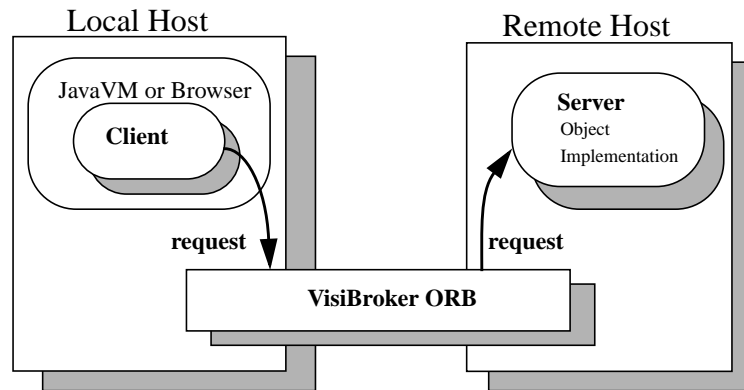 Local Host
Remote Host
JavaVM or Browser
Client
Server
Object
Implementation
request
request
VisiBroker ORB